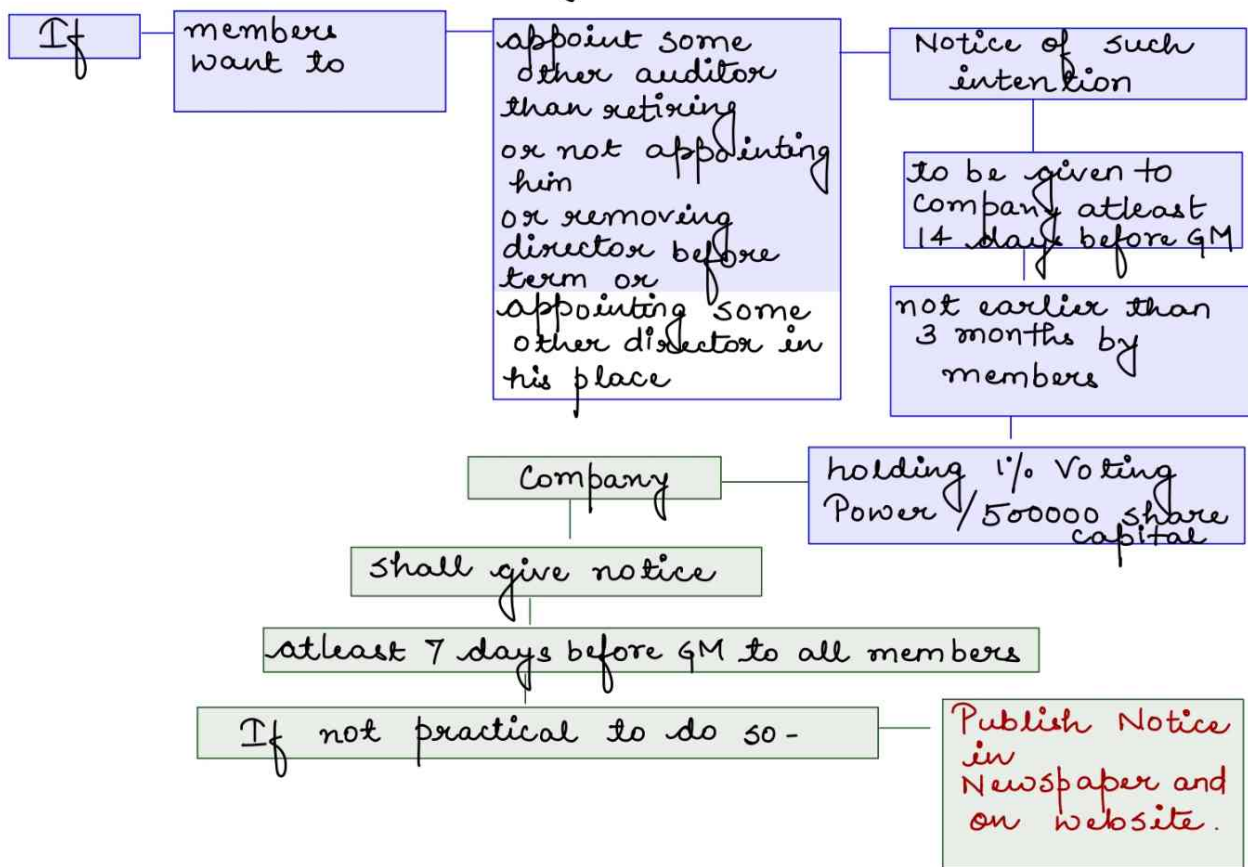 If
members
want to
appoint some
other auditor
than retiring
or not appointing
him
or removing
director before
term or
appointing some
other director in
his place
Notice of such
intention
to be given to
company atleast
14 days before GM
not earlier than
3 months by
members
holding 1% Voting
Power /500000 share
capital
Company
shall give notice
atleast 7 days before GM to all members
If not practical to do so -
Publish Notice
in
Newspaper and
on website.